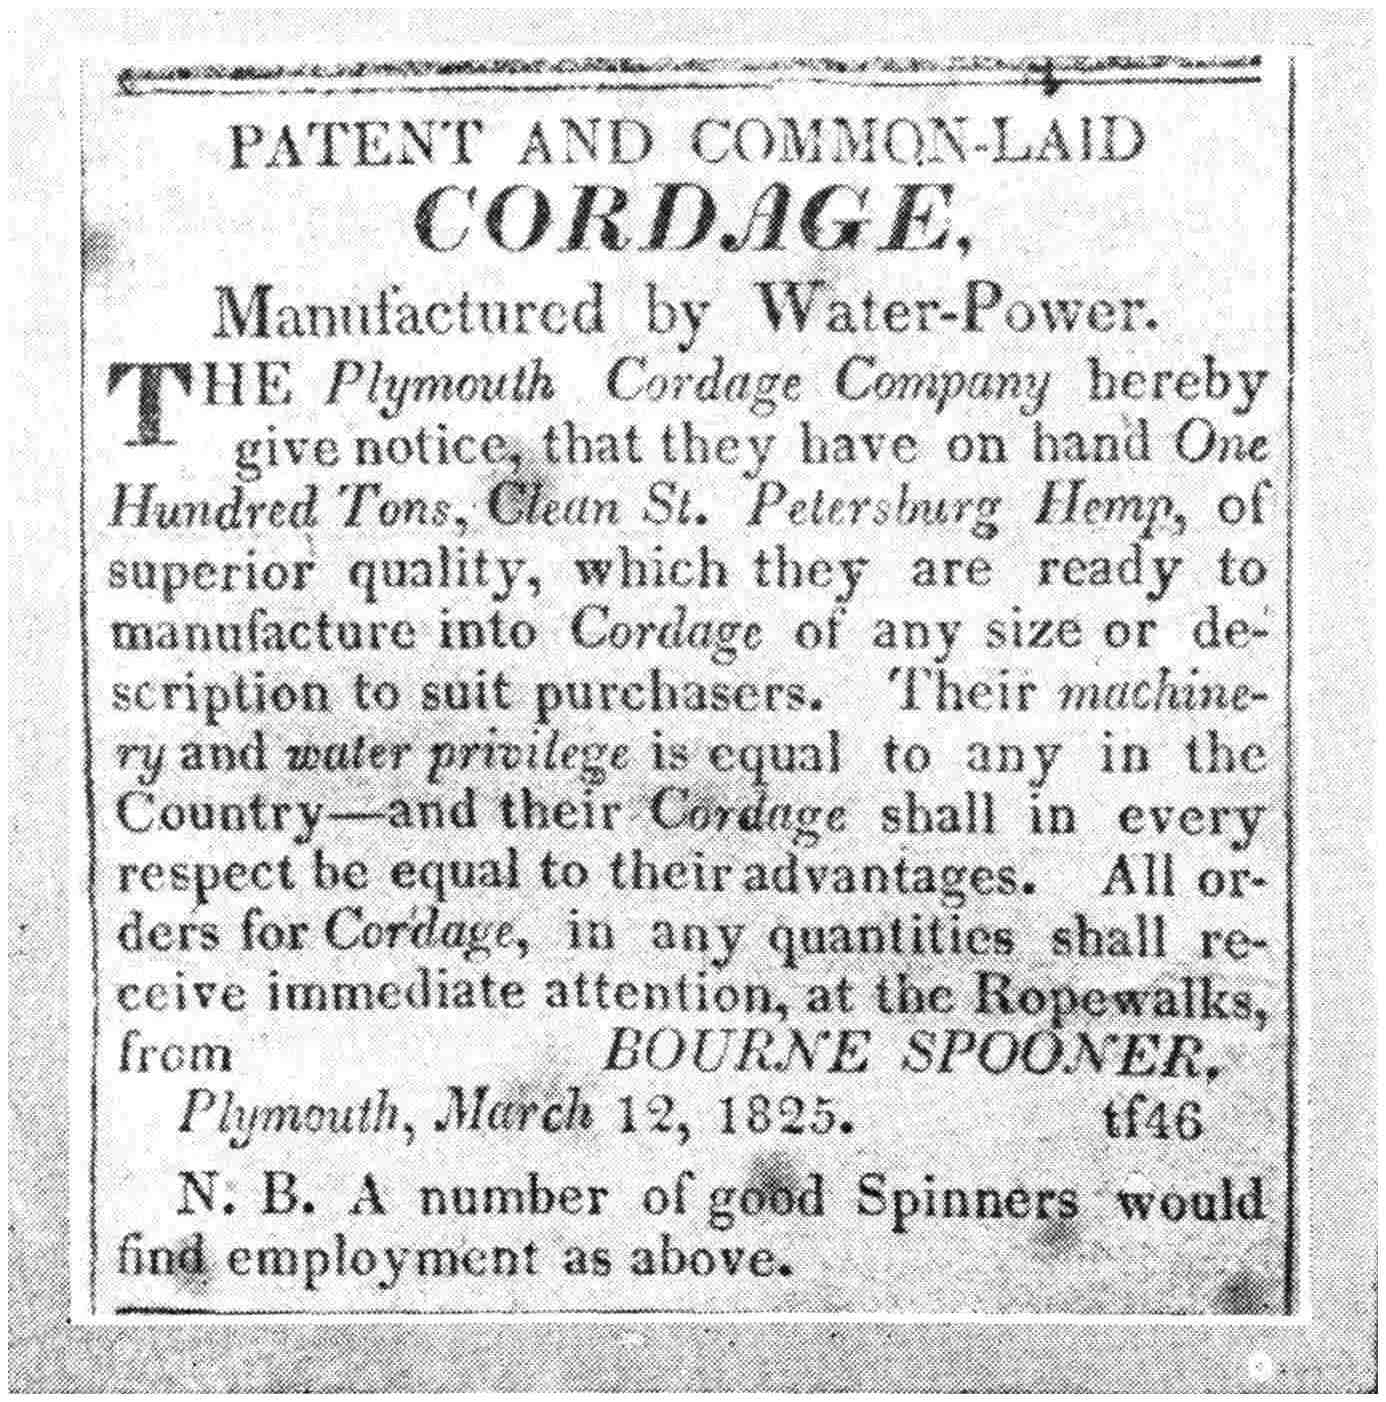 PATENT AND COMMON-LAID
CORDAGE,
Manufactured by Water-Power.
THE Plymouth Cordage Company hereby
give notice, that they have on hand One
Hundred Tons, Clean St. Petersburg Hemp, of
superior quality, which they are ready to
manufacture into Cordage of any size or de-
scription to suit purchasers. Their machine-
ry and water privilege is equal to any in the
Country—and their Cordage shall in every
respect be equal to their advantages. All or-
ders for Cordage, in any quantities shall re-
ceive immediate attention, at the Ropewalks,
from BOURNE SPOONER.
Plymouth, March 12, 1825. tf46
N. B. A number of good Spinners would
find employment as above.